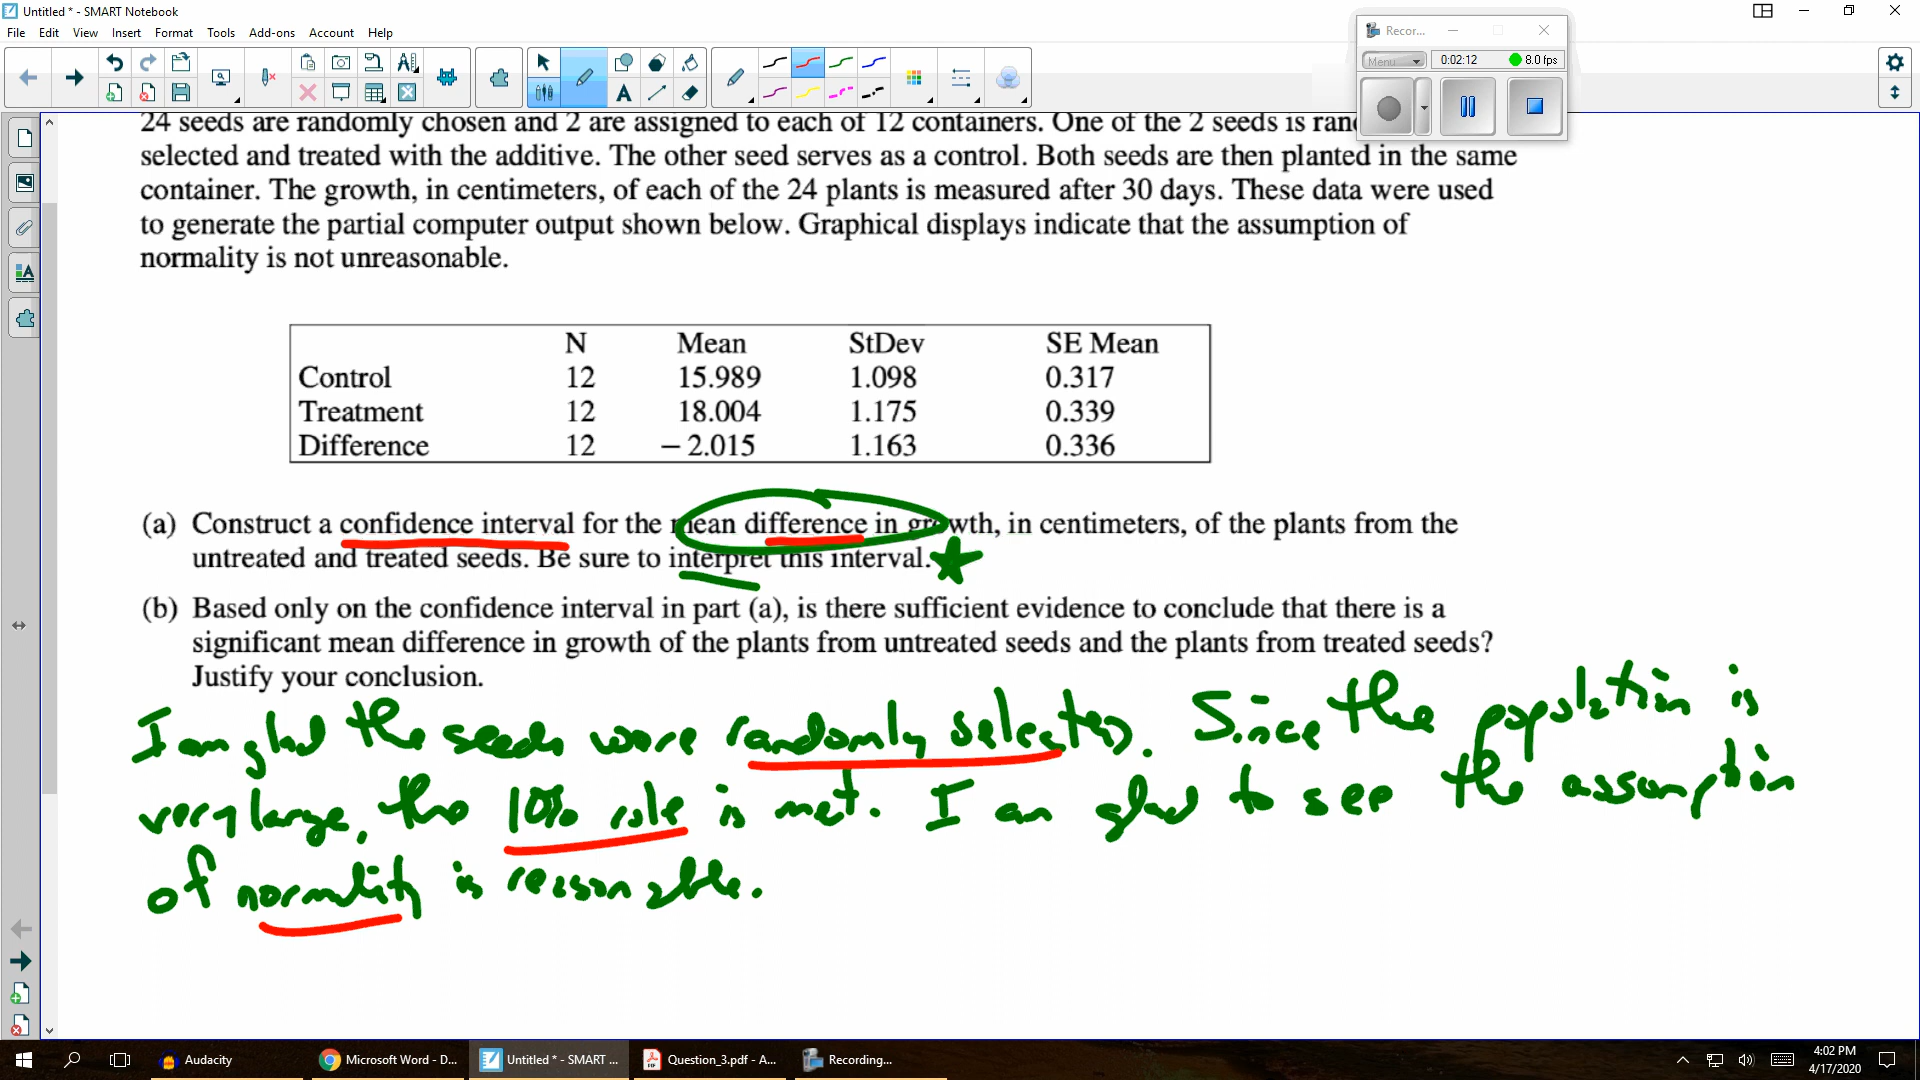 Untitled * - SMART Notebook
File Edit View Insert Format Tools Add-ons Account Help
Recor...
Menu 0:02:12 8.0 fps
24 seeds are randomly chosen and 2 are assigned to each of 12 containers. One of the 2 seeds is
selected and treated with the additive. The other seed serves as a control. Both seeds are then planted in the same
container. The growth, in centimeters, of each of the 24 plants is measured after 30 days. These data were used
to generate the partial computer output shown below. Graphical displays indicate that the assumption of
normality is not unreasonable.
N Mean StDev SE Mean
Control 12 15.989 1.098 0.317
Treatment 12 18.004 1.175 0.339
Difference 12 – 2.015 1.163 0.336
(a) Construct a confidence interval for the mean difference in growth, in centimeters, of the plants from the
untreated and treated seeds. Be sure to interpret this interval.
(b) Based only on the confidence interval in part (a), is there sufficient evidence to conclude that there is a
significant mean difference in growth of the plants from untreated seeds and the plants from treated seeds?
Justify your conclusion.
I am glad the seeds were randomly selected. Since the population is
very large, the 10% rule is met. I am glad to see the assumption
of normality is reasonable.
Audacity
Microsoft Word - D...
Untitled * - SMART ...
Question_3.pdf - A...
Recording...
4:02 PM
4/17/2020